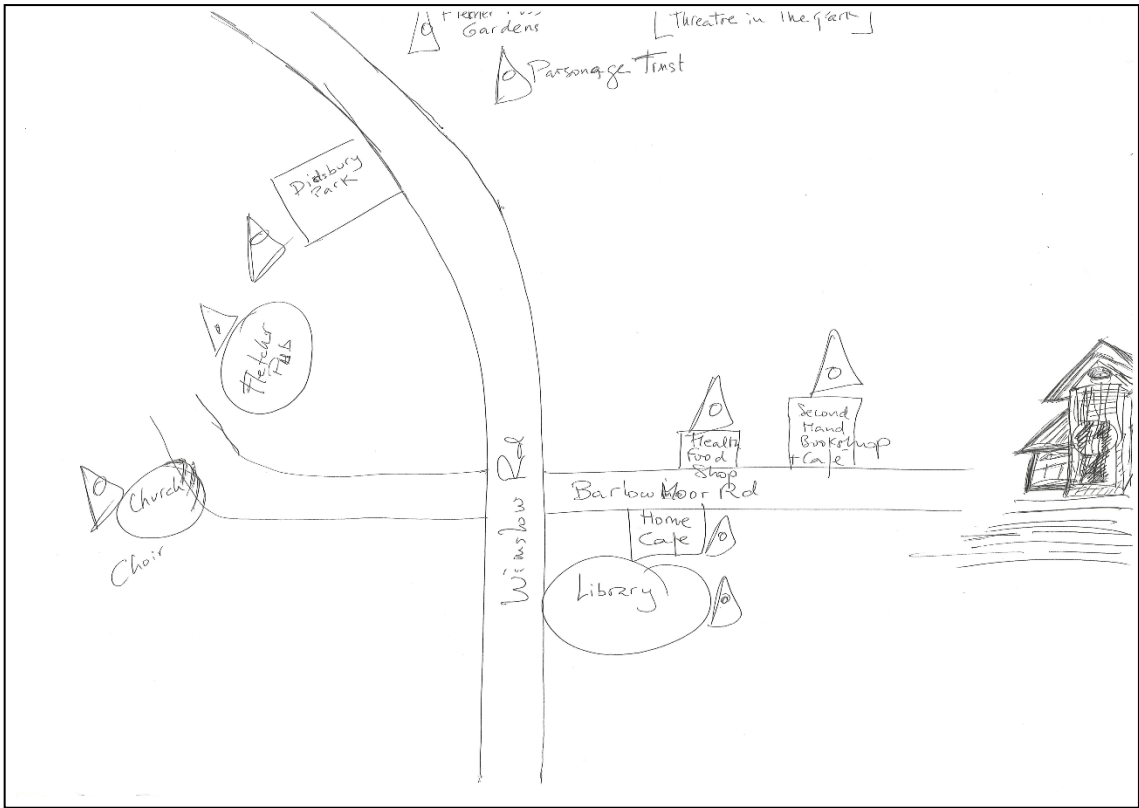 Gardens
[Theatre in the Park]
Parsonage Trust
Didsbury
Park
Fletcher
PUB
Second
Hand
Bookshop
+ Cafe
Health
Food
Shop
Barlow Moor Rd
Church
Choir
Home
Cafe
Library
Wimslow Rd